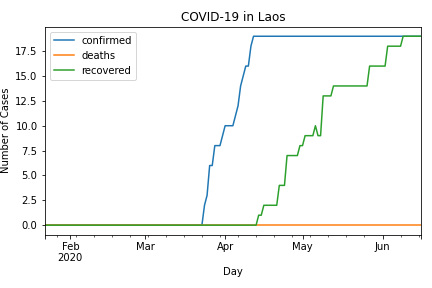 COVID-19 in Laos
confirmed
deaths
recovered
17.5
15.0
12.5
10.0
7.5
5.0
2.5
0.0
Number of Cases
Feb
2020
Mar
Apr
May
Jun
Day